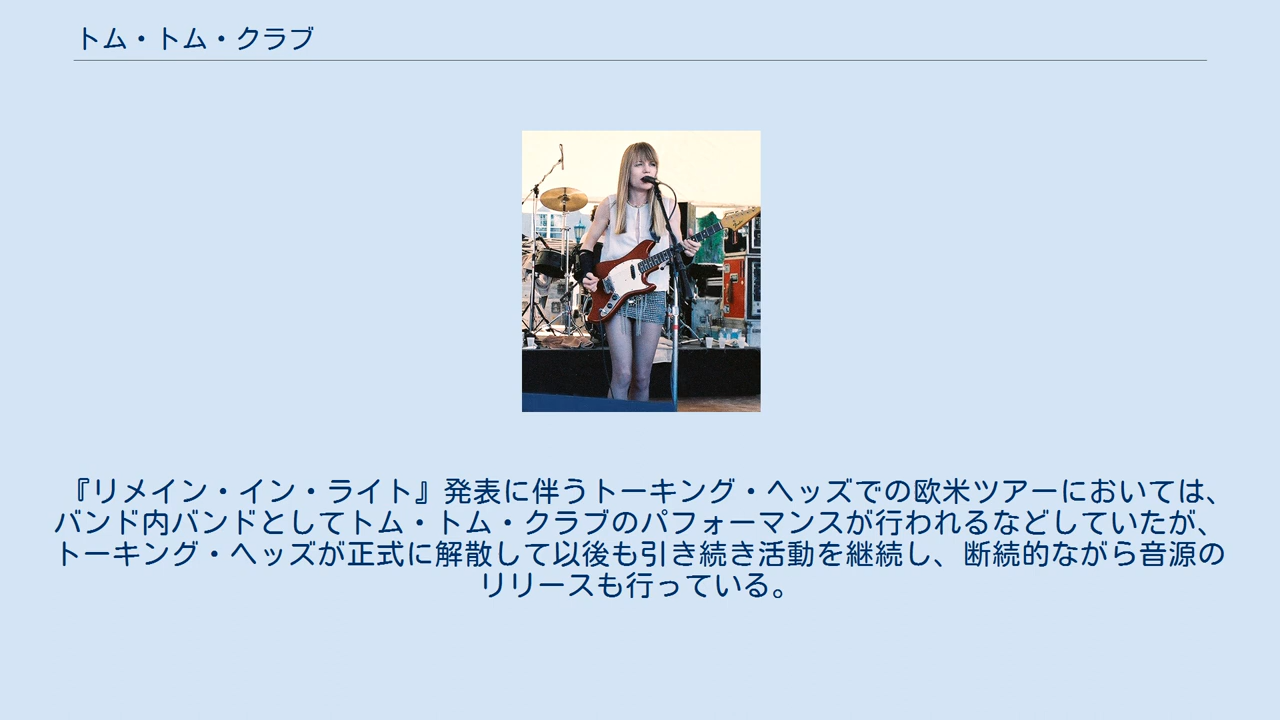 トム・トム・クラブ
『リメイン・イン・ライト』発表に伴うトーキング・ヘッズでの欧米ツアーにおいては、
バンド内バンドとしてトム・トム・クラブのパフォーマンスが行われるなどしていたが、
トーキング・ヘッズが正式に解散して以後も引き続き活動を継続し、断続的ながら音源の
リリースも行っている。